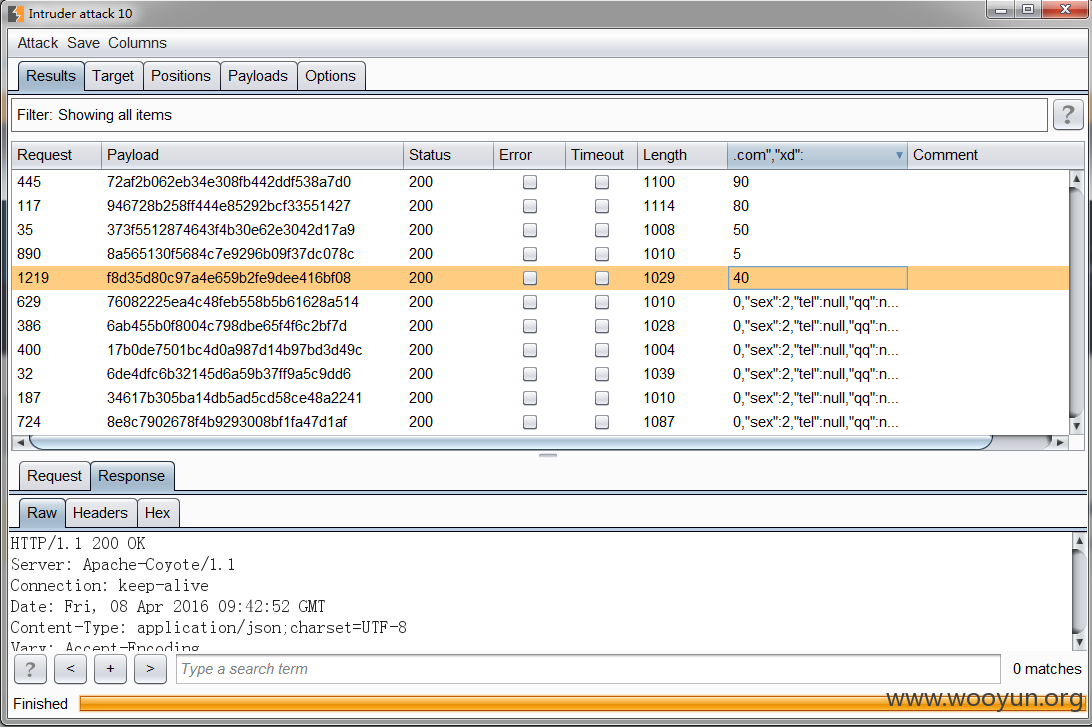 Intruder attack 10
Attack Save Columns
Results Target Positions Payloads Options
Filter: Showing all items ?
Request Payload Status Error Timeout Length .com","xd": Comment
445 72af2b062eb34e308fb442ddf538a7d0 200 1100 90
117 946728b258ff444e85292bcf33551427 200 1114 80
35 373f5512874643f4b30e62e3042d17a9 200 1008 50
890 8a565130f5684c7e9296b09f37dc078c 200 1010 5
1219 f8d35d80c97a4e659b2fe9dee416bf08 200 1029 40
629 76082225ea4c48feb558b5b61628a514 200 1010 0,"sex":2,"tel":null,"qq":n...
386 6ab455b0f8004c798dbe65f4f6c2bf7d 200 1028 0,"sex":2,"tel":null,"qq":n...
400 17b0de7501bc4d0a987d14b97bd3d49c 200 1004 0,"sex":2,"tel":null,"qq":n...
32 6de4dfc6b32145d6a59b37ff9a5c9dd6 200 1039 0,"sex":2,"tel":null,"qq":n...
187 34617b305ba14db5ad5cd58ce48a2241 200 1010 0,"sex":2,"tel":null,"qq":n...
724 8e8c7902678f4b9293008bf1fa47d1af 200 1087 0,"sex":2,"tel":null,"qq":n...
Request Response
Raw Headers Hex
HTTP/1.1 200 OK
Server: Apache-Coyote/1.1
Connection: keep-alive
Date: Fri, 08 Apr 2016 09:42:52 GMT
Content-Type: application/json;charset=UTF-8
Vary: Accept-Encoding
? < + > Type a search term 0 matches
Finished
www.wooyun.org